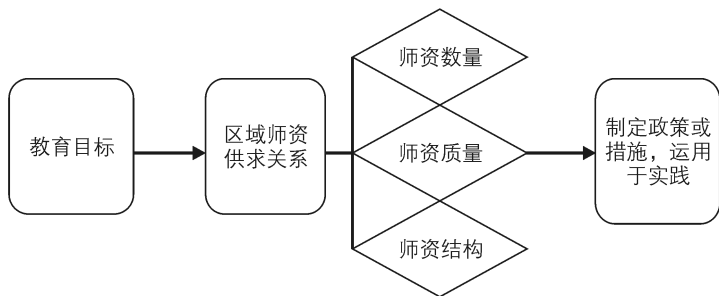 教育目标
区域师资
供求关系
师资数量
师资质量
师资结构
制定政策或
措施，运用
于实践